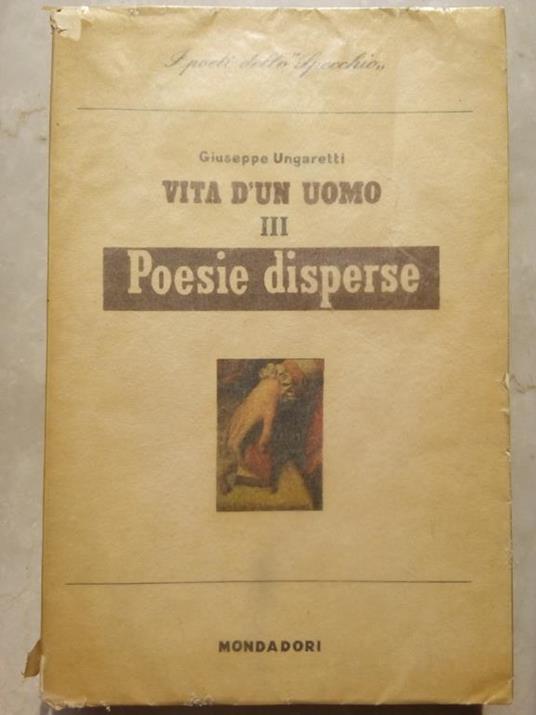 I poeti dello "Specchio„
Giuseppe Ungaretti
VITA D'UN UOMO
III
Poesie disperse
MONDADORI